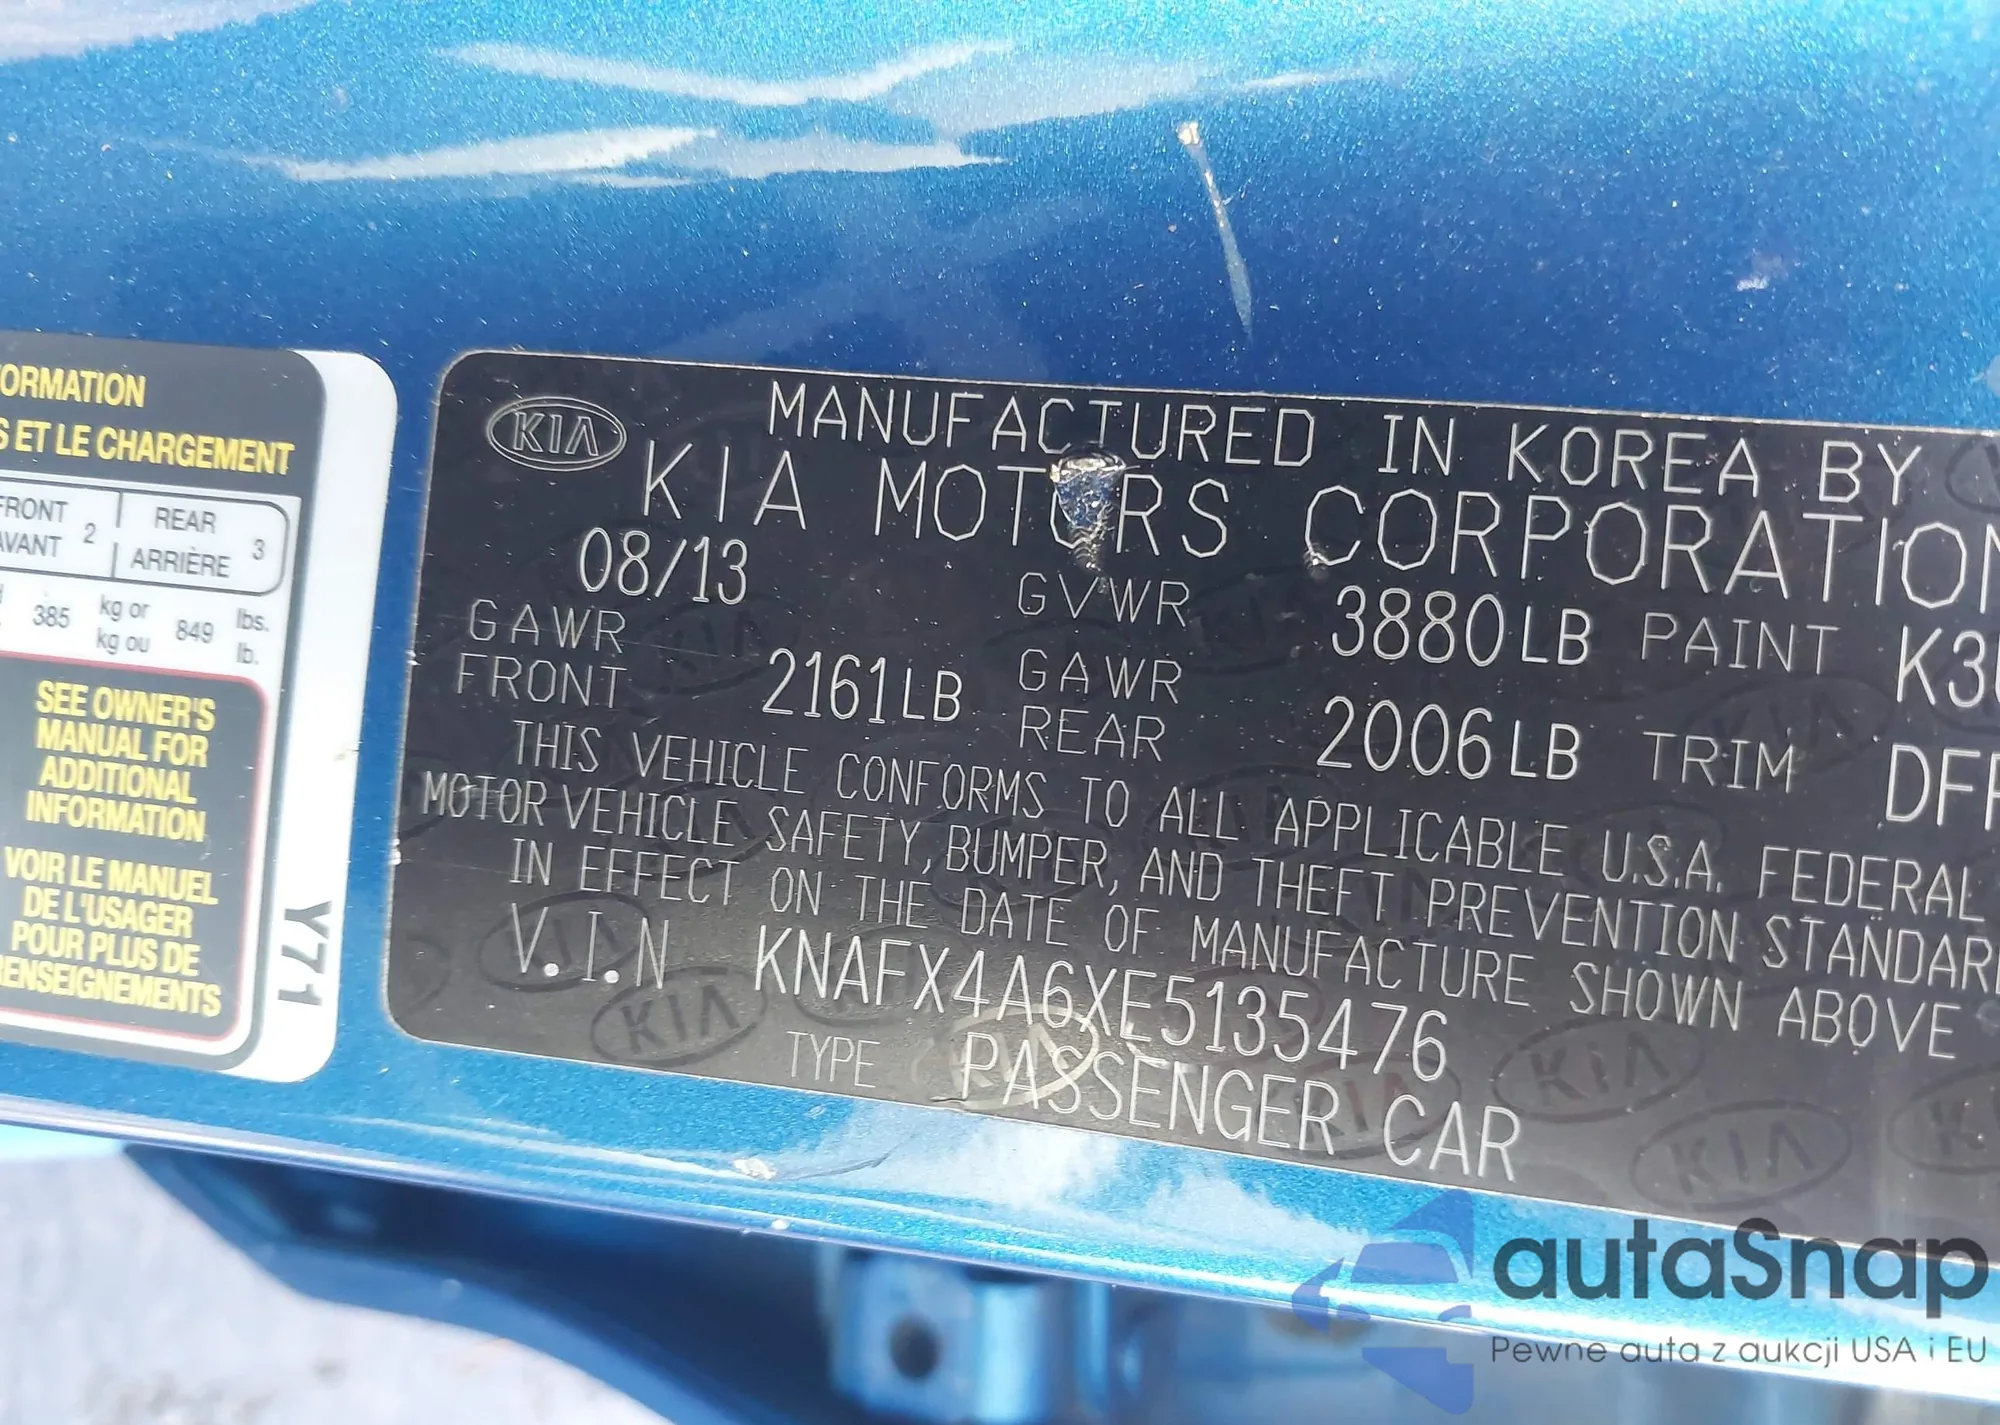 ORMATION
S ET LE CHARGEMENT
FRONT
AVANT 2
REAR
ARRIÈRE 3
385 kg or
kg ou 849 lbs.
lb.
SEE OWNER'S
MANUAL FOR
ADDITIONAL
INFORMATION
VOIR LE MANUEL
DE L'USAGER
POUR PLUS DE
RENSEIGNEMENTS
Y71
KIA
MANUFACTURED IN KOREA BY
KIA MOTORS CORPORATION
08/13 GVWR 3880LB PAINT K3U
GAWR
FRONT 2161LB GAWR
REAR 2006LB TRIM DFR
THIS VEHICLE CONFORMS TO ALL APPLICABLE U.S.A. FEDERAL
MOTOR VEHICLE SAFETY, BUMPER, AND THEFT PREVENTION STANDARD
IN EFFECT ON THE DATE OF MANUFACTURE SHOWN ABOVE
V.I.N KNAFX4A6XE5135476
TYPE PASSENGER CAR
autaSnap
Pewne auta z aukcji USA i EU